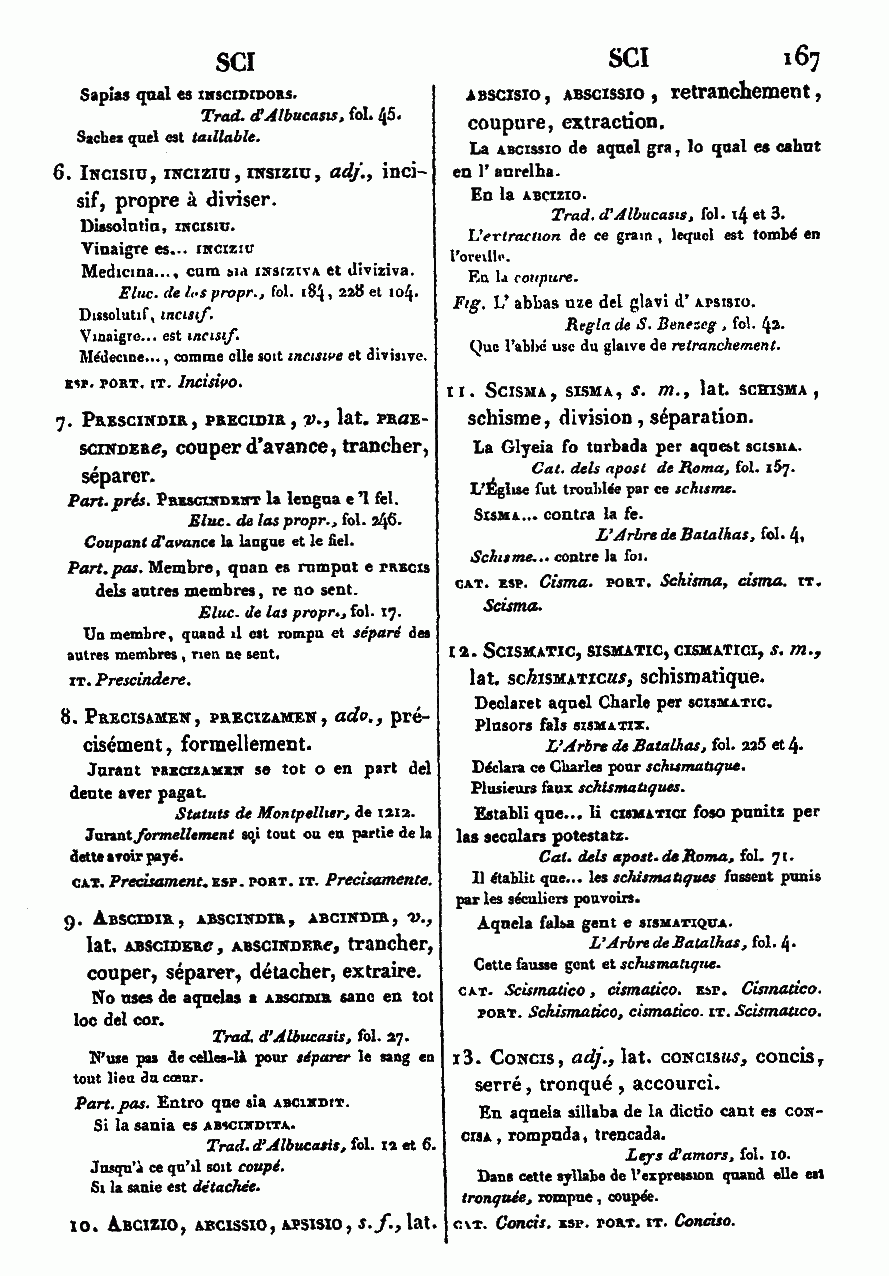 SCI
Sapias qual es INSCIDIDORS.
Trad. d'Albucasis, fol. 45.
Sachez quel est taillable.
6. INCISIU, INCIZIU, INSIZIU, adj., inci-
sif, propre à diviser.
Dissolutiu, INCISIU.
Vinaigre es... INCIZIU
Medicina..., cum sia INSIZIVA et diviziva.
Eluc. de las propr., fol. 184, 228 et 104.
Dissolutif, incisif.
Vinaigre... est incisif.
Médecine..., comme elle soit incisive et divisive.
ESP. PORT. IT. Incisivo.
7. PRESCINDIR, PRECIDIR, v., lat. PRAE-
SCINDERe, couper d'avance, trancher,
séparer.
Part. prés. PRESCINDENT la lengua e 'l fel.
Eluc. de las propr., fol. 246.
Coupant d'avance la langue et le fiel.
Part. pas. Membre, quan es rumput e PRECIS
dels autres membres, re no sent.
Eluc. de las propr., fol. 17.
Un membre, quand il est rompu et séparé des
autres membres, rien ne sent.
IT. Prescindere.
8. PRECISAMEN, PRECIZAMEN, adv., pré-
cisément, formellement.
Jurant PRECIZAMEN se tot o en part del
deute aver pagat.
Statuts de Montpellier, de 1212.
Jurant formellement soi tout ou en partie de la
dette avoir payé.
CAT. Precisament. ESP. PORT. IT. Precisamente.
9. ABSCIDIR, ABSCINDIR, ABCINDIR, v.,
lat. ABSCIDERe, ABSCINDERe, trancher,
couper, séparer, détacher, extraire.
No uses de aquelas a ABSCIDIR sanc en tot
loc del cor.
Trad. d'Albucasis, fol. 27.
N'use pas de celles-là pour séparer le sang en
tout lieu du cœur.
Part. pas. Entro que sia ABCINDIT.
Si la sania es ABSCINDITA.
Trad. d'Albucasis, fol. 12 et 6.
Jusqu'à ce qu'il soit coupé.
Si la sanie est détachée.
10. ABCIZIO, ABCISSIO, APSISIO, s. f., lat.
SCI 167
ABSCISIO, ABSCISSIO, retranchement,
coupure, extraction.
La ABCISSIO de aquel gra, lo qual es cahut
en l' aurelha.
En la ABCIZIO.
Trad. d'Albucasis, fol. 14 et 3.
L'extraction de ce grain, lequel est tombé en
l'oreille.
En la coupure.
Fig. L' abbas uze del glavi d' APSISIO.
Regla de S. Benezeg, fol. 42.
Que l'abbé use du glaive de retranchement.
11. SCISMA, SISMA, s. m., lat. SCHISMA,
schisme, division, séparation.
La Glyeia fo turbada per aquest SCISMA.
Cat. dels apost de Roma, fol. 157.
L'Église fut troublée par ce schisme.
SISMA... contra la fe.
L'Arbre de Batalhas, fol. 4,
Schisme... contre la foi.
CAT. ESP. Cisma. PORT. Schisma, cisma. IT.
Scisma.
12. SCISMATIC, SISMATIC, CISMATICI, s. m.,
lat. scHISMATICus, schismatique.
Declaret aquel Charle per SCISMATIC.
Plusors fals SISMATIX.
L'Arbre de Batalhas, fol. 225 et 4.
Déclara ce Charles pour schismatique.
Plusieurs faux schismatiques.
Establi que... li CISMATICI foso punitz per
las seculars potestatz.
Cat. dels apost. de Roma, fol. 71.
Il établit que... les schismatiques fussent punis
par les séculiers pouvoirs.
Aquela falsa gent e SISMATIQUA.
L'Arbre de Batalhas, fol. 4.
Cette fausse gent et schismatique.
CAT. Scismatico, cismatico. ESP. Cismatico.
PORT. Schismatico, cismatico. IT. Scismatico.
13. CONCIS, adj., lat. CONCISus, concis,
serré, tronqué, accourci.
En aquela sillaba de la dictio cant es CON-
CISA, rompuda, trencada.
Leys d'amors, fol. 10.
Dans cette syllabe de l'expression quand elle est
tronquée, rompue, coupée.
CAT. Concis. ESP. PORT. IT. Conciso.